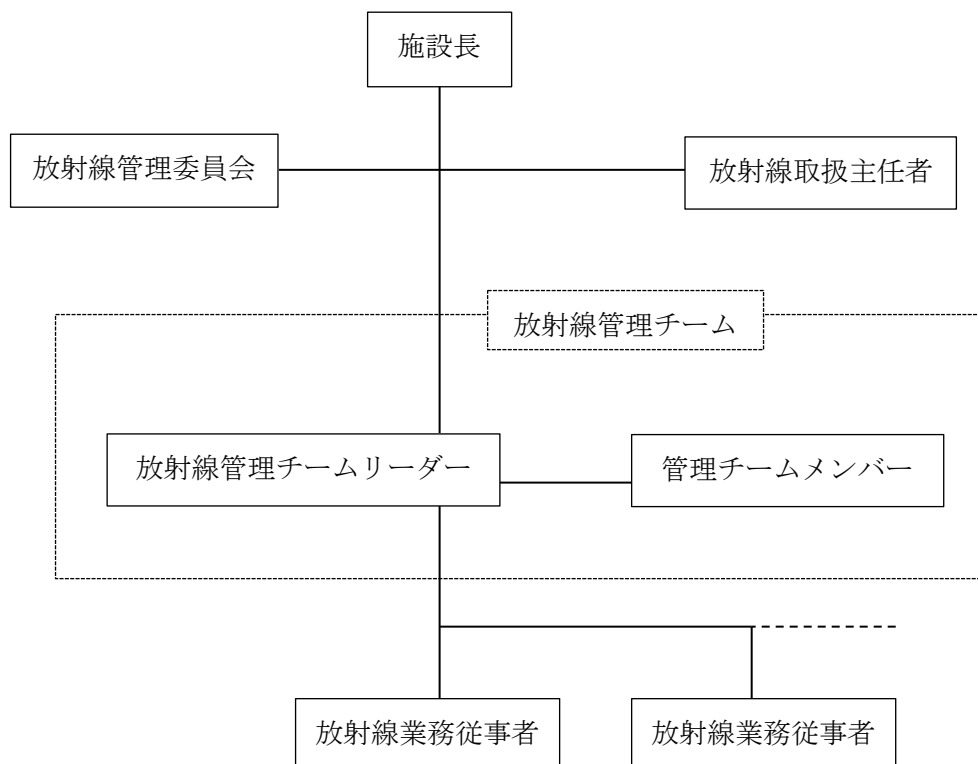 施設長
放射線管理委員会
放射線取扱主任者
放射線管理チーム
放射線管理チームリーダー
管理チームメンバー
放射線業務従事者
放射線業務従事者